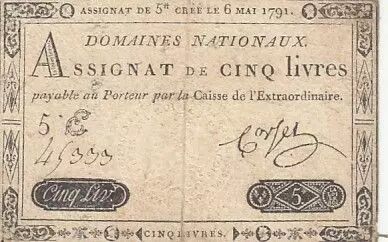 ASSIGNAT DE 5lt CRÉÉ LE 6 MAI 1791.
DOMAINES NATIONAUX.
ASSIGNAT DE CINQ livres
payable au Porteur par la Caisse de l'Extraordinaire.
5 C
45333
Corsel
Cinq Liv.
5
CINQ LIVRES.